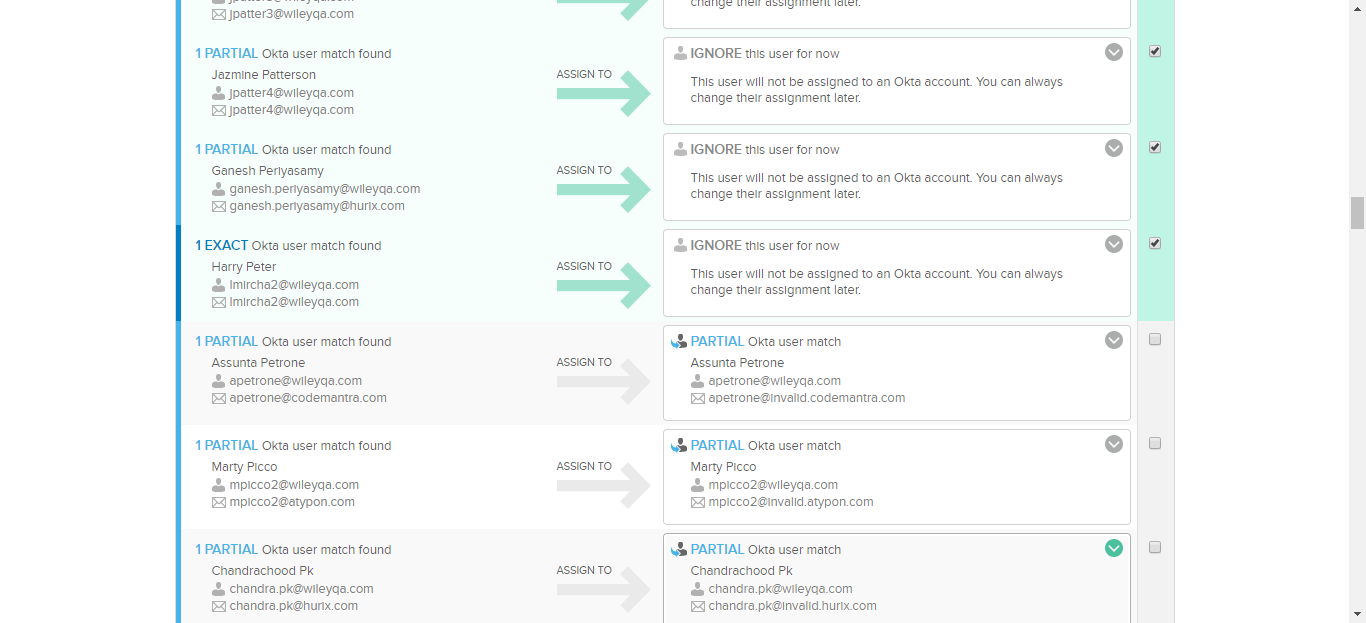 jpatter3@wileyqa.com
change their assignment later.
1 PARTIAL Okta user match found
Jazmine Patterson
jpatter4@wileyqa.com
jpatter4@wileyqa.com
ASSIGN TO
IGNORE this user for now
This user will not be assigned to an Okta account. You can always
change their assignment later.
1 PARTIAL Okta user match found
Ganesh Periyasamy
ganesh.periyasamy@wileyqa.com
ganesh.periyasamy@hurix.com
ASSIGN TO
IGNORE this user for now
This user will not be assigned to an Okta account. You can always
change their assignment later.
1 EXACT Okta user match found
Harry Peter
lmircha2@wileyqa.com
lmircha2@wileyqa.com
ASSIGN TO
IGNORE this user for now
This user will not be assigned to an Okta account. You can always
change their assignment later.
1 PARTIAL Okta user match found
Assunta Petrone
apetrone@wileyqa.com
apetrone@codemantra.com
ASSIGN TO
PARTIAL Okta user match
Assunta Petrone
apetrone@wileyqa.com
apetrone@invalid.codemantra.com
1 PARTIAL Okta user match found
Marty Picco
mpicco2@wileyqa.com
mpicco2@atypon.com
ASSIGN TO
PARTIAL Okta user match
Marty Picco
mpicco2@wileyqa.com
mpicco2@invalid.atypon.com
1 PARTIAL Okta user match found
Chandrachood Pk
chandra.pk@wileyqa.com
chandra.pk@hurix.com
ASSIGN TO
PARTIAL Okta user match
Chandrachood Pk
chandra.pk@wileyqa.com
chandra.pk@invalid.hurix.com